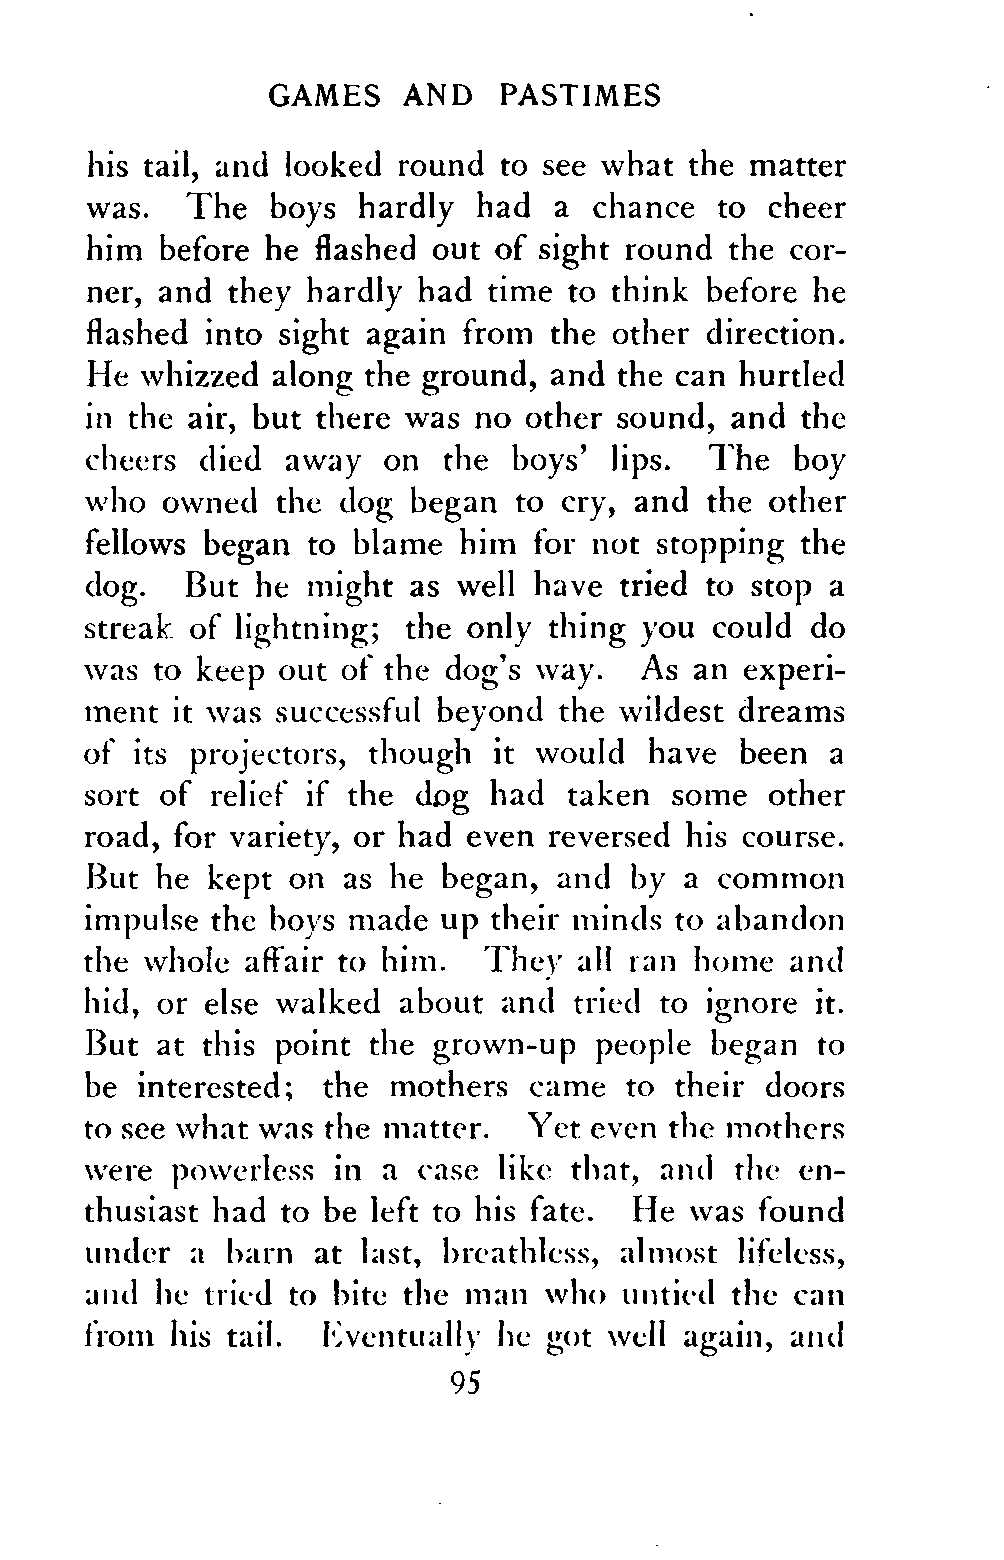 GAMES AND PASTIMES
his tail, and looked round to see what the matter
was. The boys hardly had a chance to cheer
him before he flashed out of sight round the cor-
ner, and they hardly had time to think before he
flashed into sight again from the other direction.
He whizzed along the ground, and the can hurtled
in the air, but there was no other sound, and the
cheers died away on the boys' lips. The boy
who owned the dog began to cry, and the other
fellows began to blame him for not stopping the
dog. But he might as well have tried to stop a
streak of lightning; the only thing you could do
was to keep out of the dog's way. As an experi-
ment it was successful beyond the wildest dreams
of its projectors, though it would have been a
sort of relief if the dog had taken some other
road, for variety, or had even reversed his course.
But he kept on as he began, and by a common
impulse the boys made up their minds to abandon
the whole affair to him. They all ran home and
hid, or else walked about and tried to ignore it.
But at this point the grown-up people began to
be interested; the mothers came to their doors
to see what was the matter. Yet even the mothers
were powerless in a case like that, and the en-
thusiast had to be left to his fate. He was found
under a barn at last, breathless, almost lifeless,
and he tried to bite the man who untied the can
from his tail. Eventually he got well again, and
95